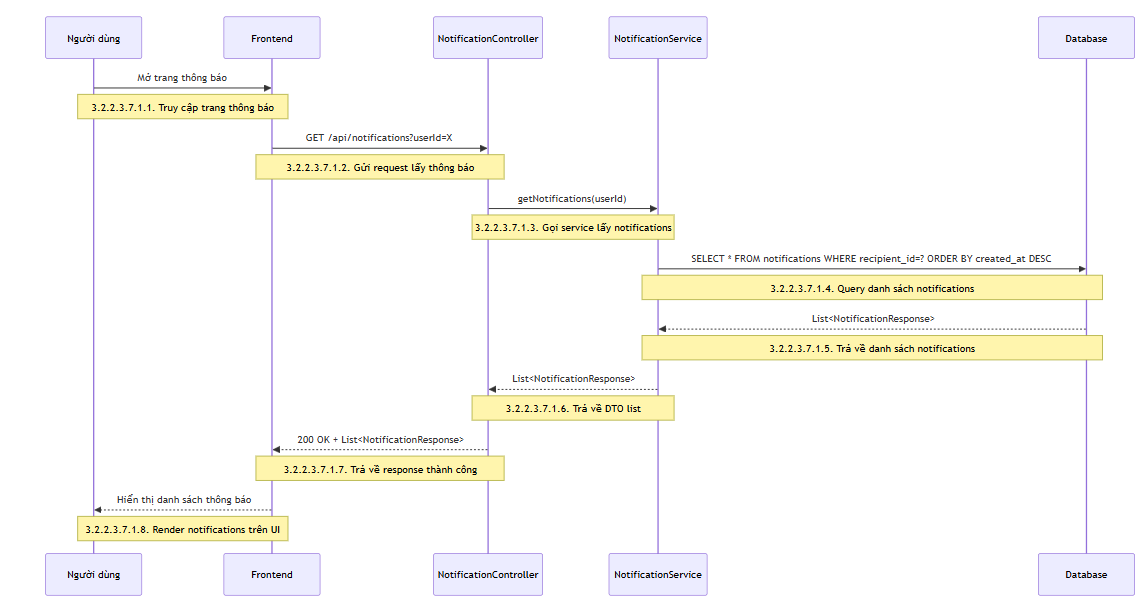 Người dùng
Frontend
NotificationController
NotificationService
Database
Mở trang thông báo
3.2.2.3.7.1.1. Truy cập trang thông báo
GET /api/notifications?userId=X
3.2.2.3.7.1.2. Gửi request lấy thông báo
getNotifications(userId)
3.2.2.3.7.1.3. Gọi service lấy notifications
SELECT * FROM notifications WHERE recipient_id=? ORDER BY created_at DESC
3.2.2.3.7.1.4. Query danh sách notifications
List<NotificationResponse>
3.2.2.3.7.1.5. Trả về danh sách notifications
List<NotificationResponse>
3.2.2.3.7.1.6. Trả về DTO list
200 OK + List<NotificationResponse>
3.2.2.3.7.1.7. Trả về response thành công
Hiển thị danh sách thông báo
3.2.2.3.7.1.8. Render notifications trên UI
Người dùng
Frontend
NotificationController
NotificationService
Database